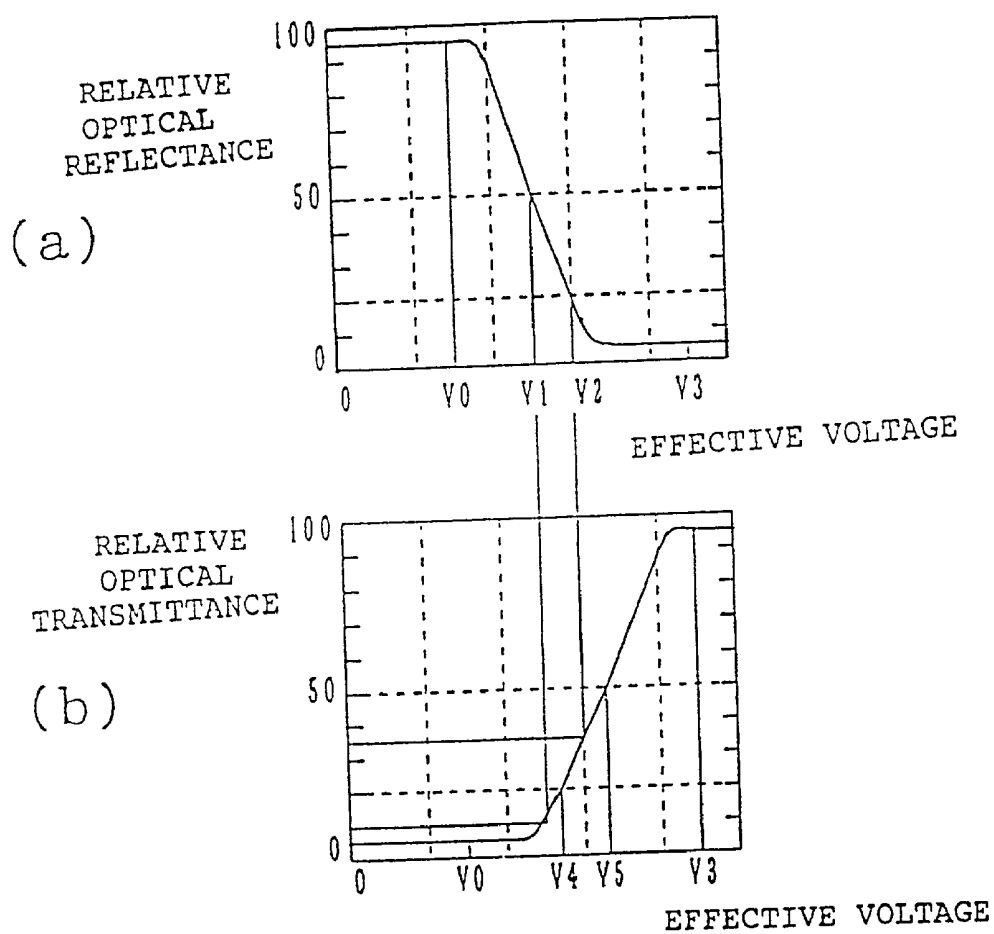 100
RELATIVE
OPTICAL
REFLECTANCE
50
(a)
0
0 V0 V1 V2 V3
EFFECTIVE VOLTAGE
100
RELATIVE
OPTICAL
TRANSMITTANCE
50
(b)
0
0 V0 V4 V5 V3
EFFECTIVE VOLTAGE